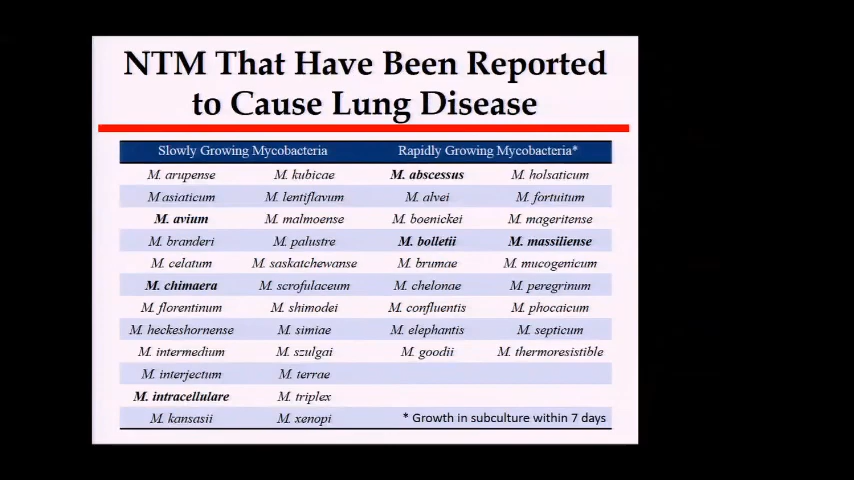 NTM That Have Been Reported
to Cause Lung Disease
Slowly Growing Mycobacteria Rapidly Growing Mycobacteria*
M. arupense M. kubicae M. abscessus M. holsaticum
M asiaticum M. lentiflavum M. alvei M. fortuitum
M. avium M. malmoense M. boenickei M. mageritense
M. branderi M. palustre M. bolletii M. massiliense
M. celatum M. saskatchewanse M. brumae M. mucogenicum
M. chimaera M. scrofulaceum M. chelonae M. peregrinum
M. florentinum M. shimodei M. confluentis M. phocaicum
M. heckeshornense M. simiae M. elephantis M. septicum
M. intermedium M. szulgai M. goodii M. thermoresistible
M. interjectum M. terrae
M. intracellulare M. triplex
M. kansasii M. xenopi * Growth in subculture within 7 days